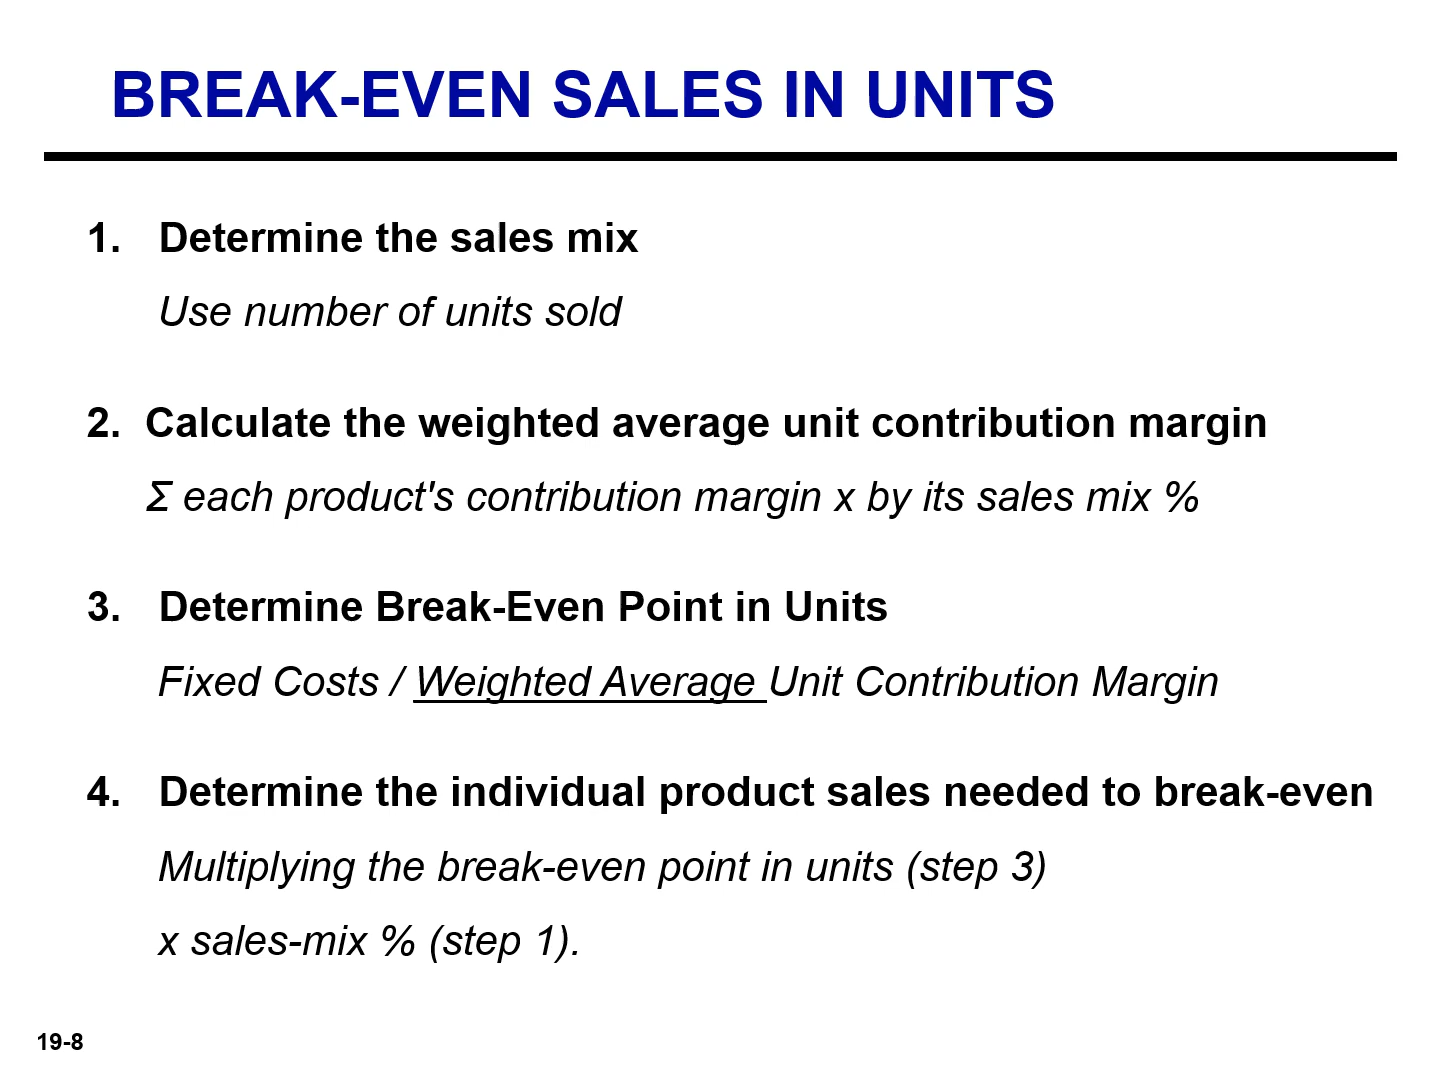 BREAK-EVEN SALES IN UNITS
1. Determine the sales mix
Use number of units sold
2. Calculate the weighted average unit contribution margin
Σ each product's contribution margin x by its sales mix %
3. Determine Break-Even Point in Units
Fixed Costs / Weighted Average Unit Contribution Margin
4. Determine the individual product sales needed to break-even
Multiplying the break-even point in units (step 3)
x sales-mix % (step 1).
19-8